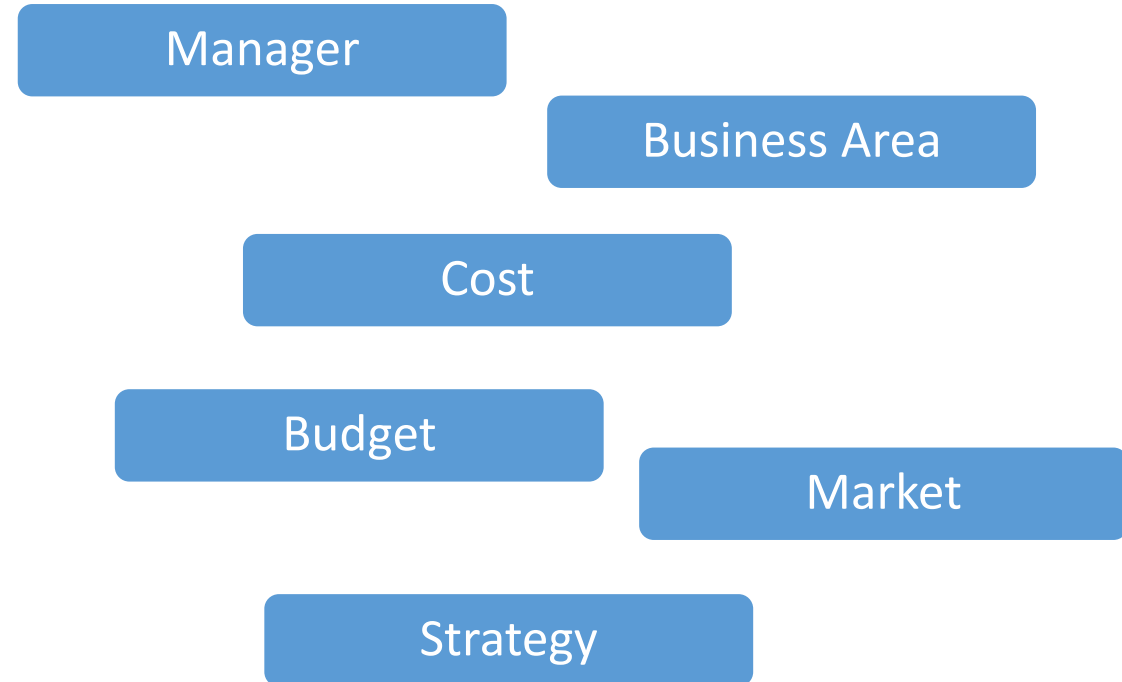 Manager
Business Area
Cost
Budget
Market
Strategy